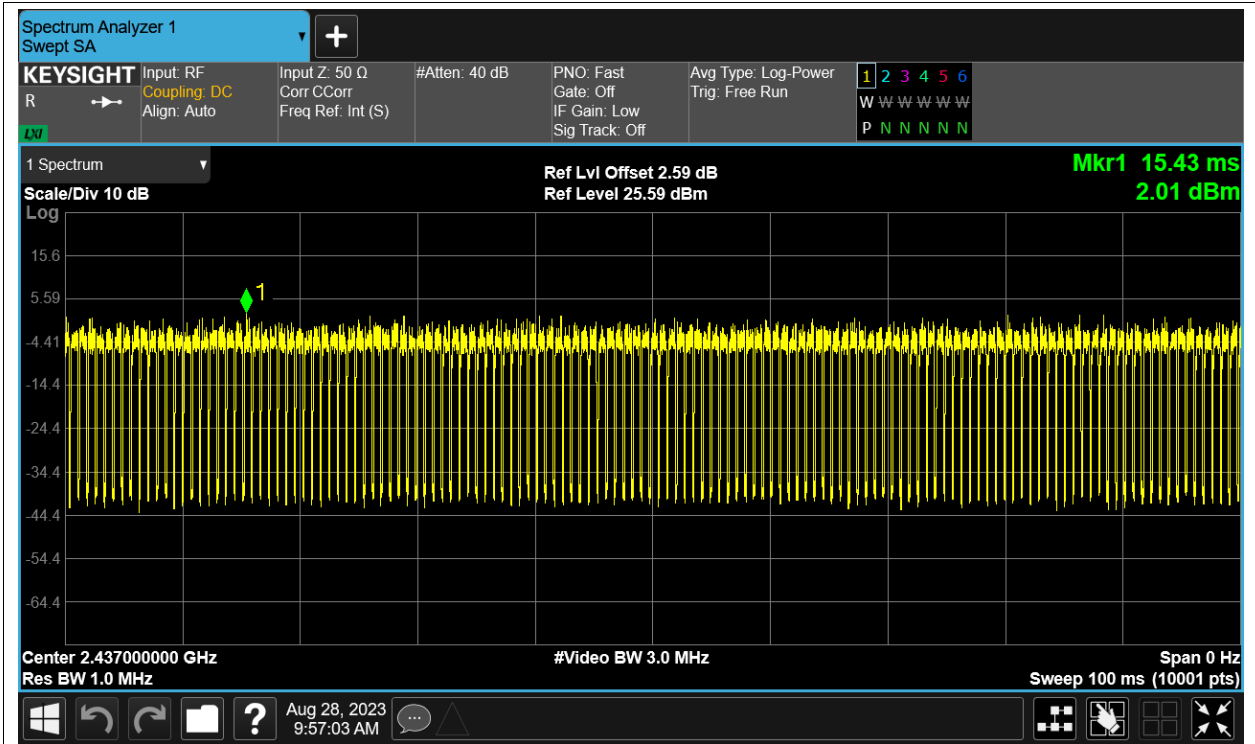 Spectrum Analyzer 1
Swept SA
KEYSIGHT
R
LXI
Input: RF
Coupling: DC
Align: Auto
Input Z: 50 Ω
Corr CCorr
Freq Ref: Int (S)
#Atten: 40 dB
PNO: Fast
Gate: Off
IF Gain: Low
Sig Track: Off
Avg Type: Log-Power
Trig: Free Run
1 2 3 4 5 6
W W W W W W
P N N N N N
1 Spectrum
Scale/Div 10 dB
Ref Lvl Offset 2.59 dB
Ref Level 25.59 dBm
Mkr1 15.43 ms
2.01 dBm
Log
15.6
5.59
-4.41
-14.4
-24.4
-34.4
-44.4
-54.4
-64.4
1
Center 2.437000000 GHz
Res BW 1.0 MHz
#Video BW 3.0 MHz
Span 0 Hz
Sweep 100 ms (10001 pts)
?
Aug 28, 2023
9:57:03 AM